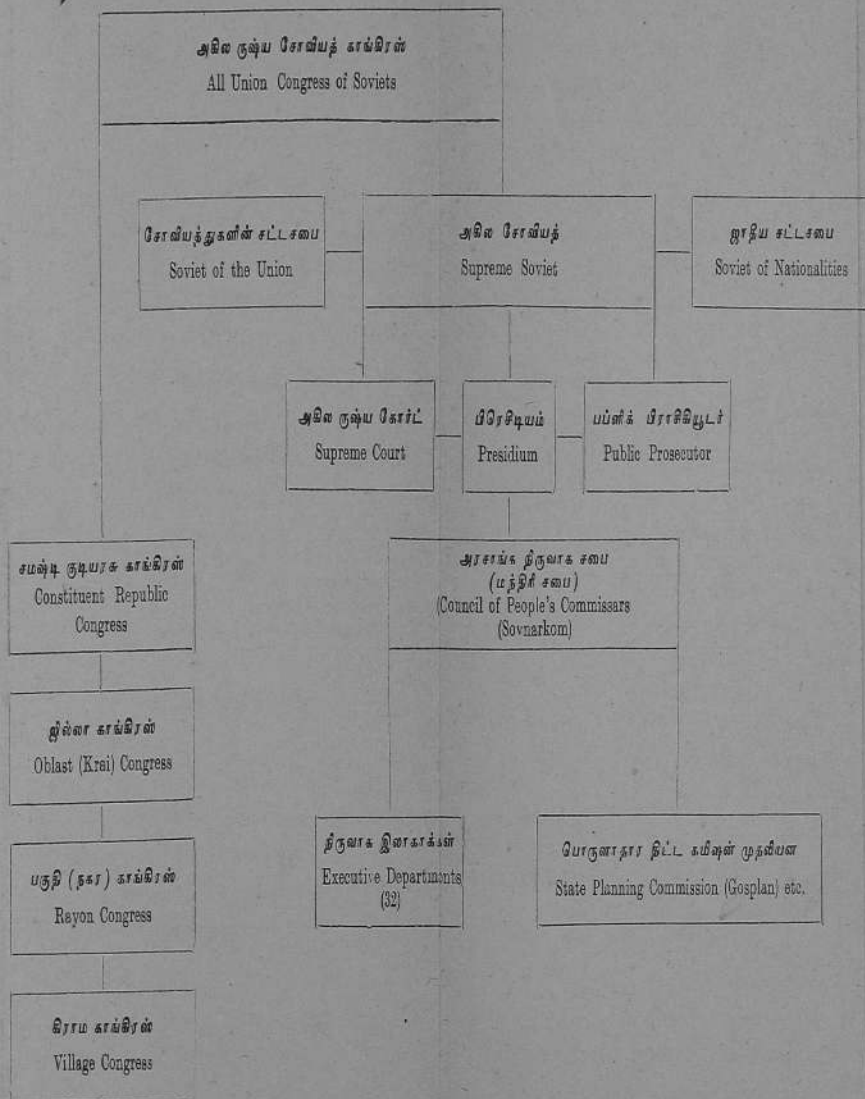 அகில ருஷ்ய சோவியத் காங்கிரஸ்
All Union Congress of Soviets
சோவியத்துகளின் சட்டசபை
Soviet of the Union
அகில சோவியத்
Supreme Soviet
ஜாதிய சட்டசபை
Soviet of Nationalities
அகில ருஷ்ய கோர்ட்
Supreme Court
பிரெசிடியம்
Presidium
பப்ளிக் பிராசிகியூடர்
Public Prosecutor
சமஷ்டி குடியரசு காங்கிரஸ்
Constituent Republic
Congress
அரசாங்க நிருவாக சபை
(மந்திரி சபை)
(Council of People's Commissars
(Sovnarkom)
ஜில்லா காங்கிரஸ்
Oblast (Krai) Congress
நிருவாக இலாகாக்கள்
Executive Departments
(32)
பொருளாதார திட்ட கமிஷன் முதலியன
State Planning Commission (Gosplan) etc.
பகுதி (நகர) காங்கிரஸ்
Rayon Congress
கிராம காங்கிரஸ்
Village Congress